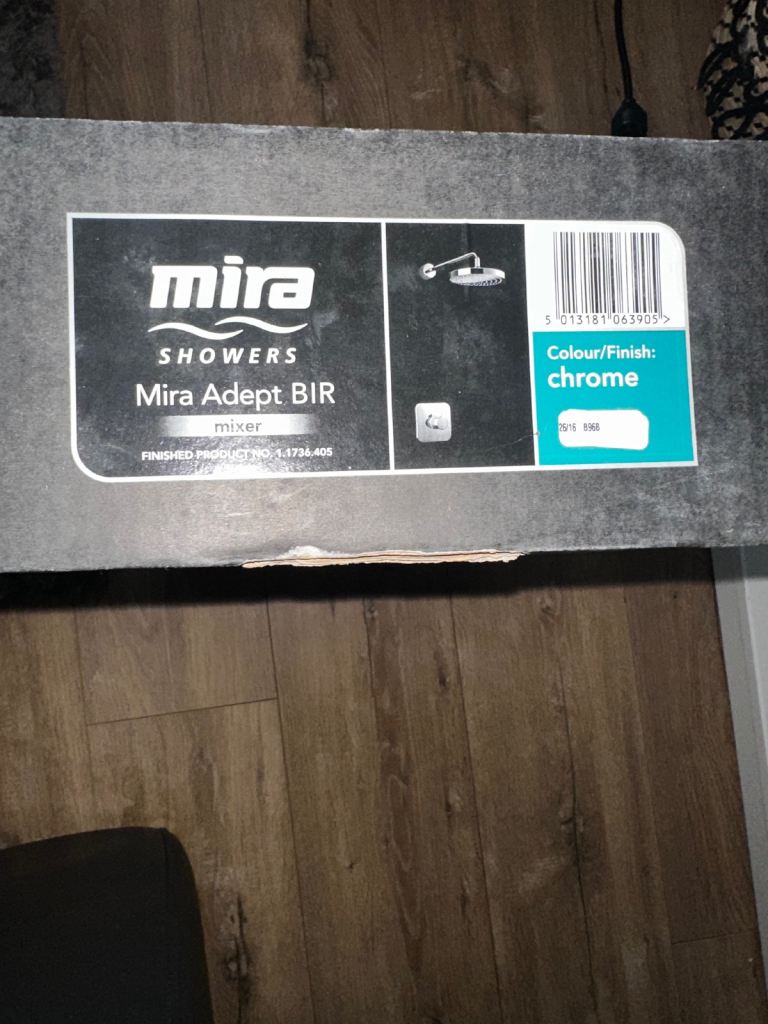 mira
SHOWERS
Mira Adept BIR
mixer
FINISHED PRODUCT NO. 1.1736.405
5 013181 063905 >
Colour/Finish:
chrome
26/16 B96B